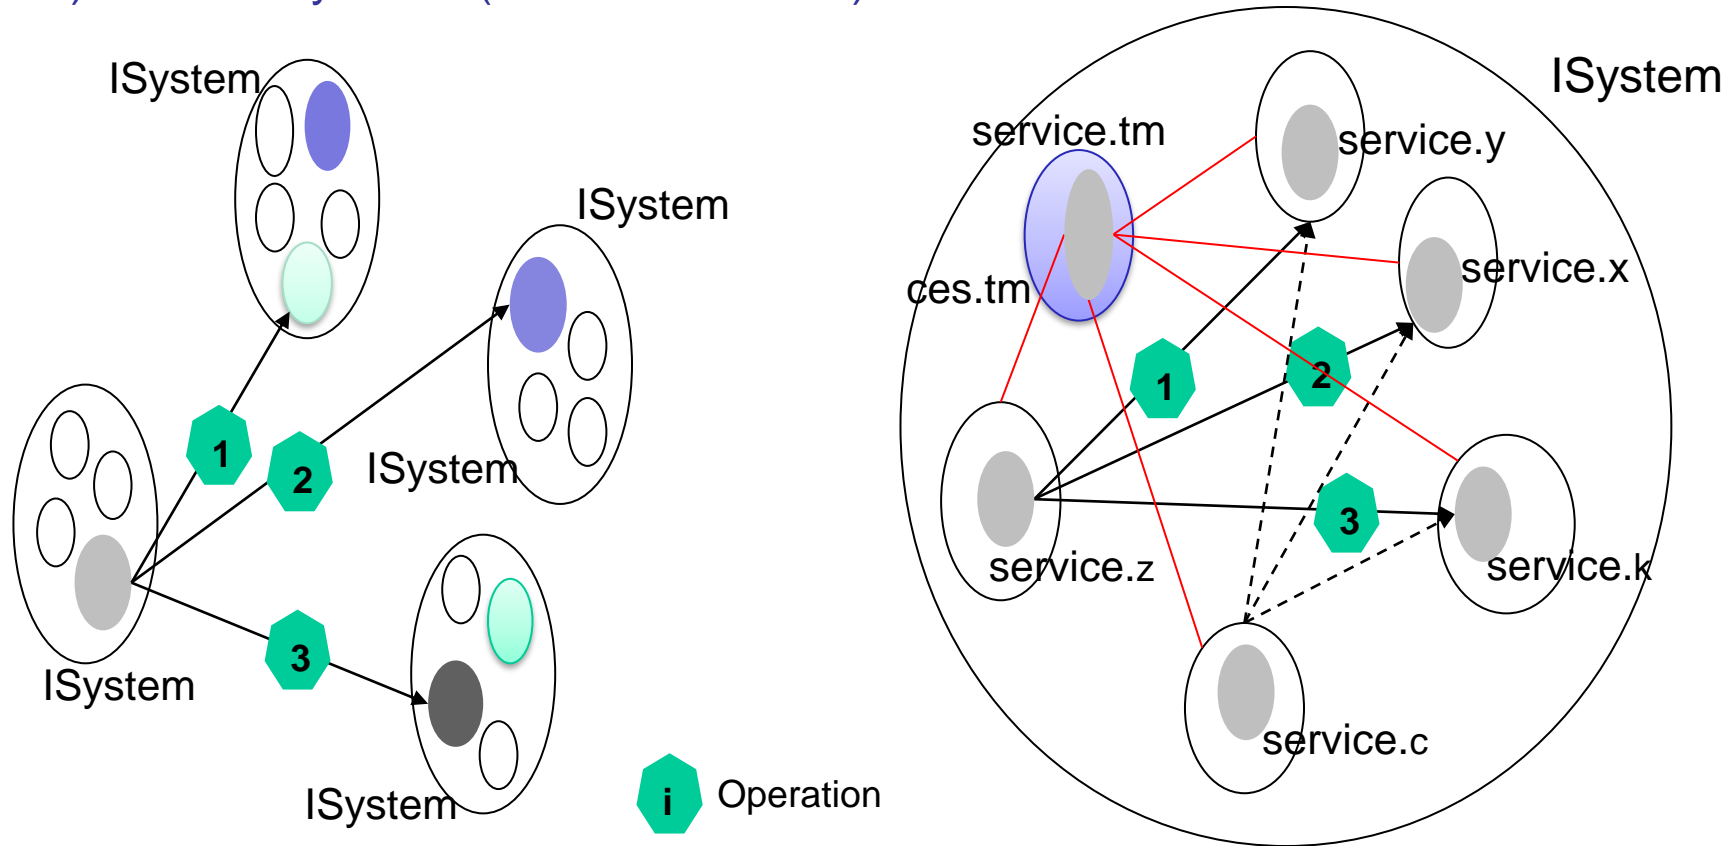 ISystem
ISystem
1
2
ISystem
3
ISystem
ISystem
i
Operation
ISystem
service.tm
service.y
service.x
ces.tm
1
2
3
service.z
service.k
service.c